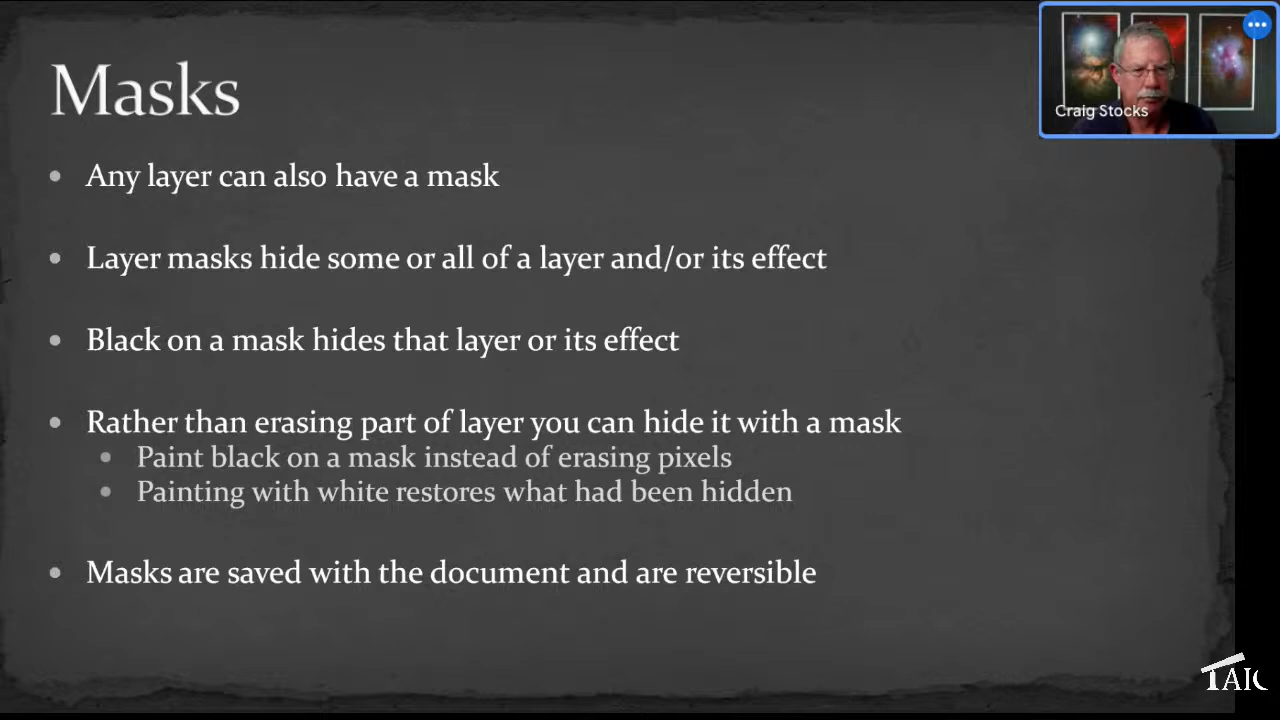 Masks
Craig Stocks
Any layer can also have a mask
Layer masks hide some or all of a layer and/or its effect
Black on a mask hides that layer or its effect
Rather than erasing part of layer you can hide it with a mask
Paint black on a mask instead of erasing pixels
Painting with white restores what had been hidden
Masks are saved with the document and are reversible
TAIC